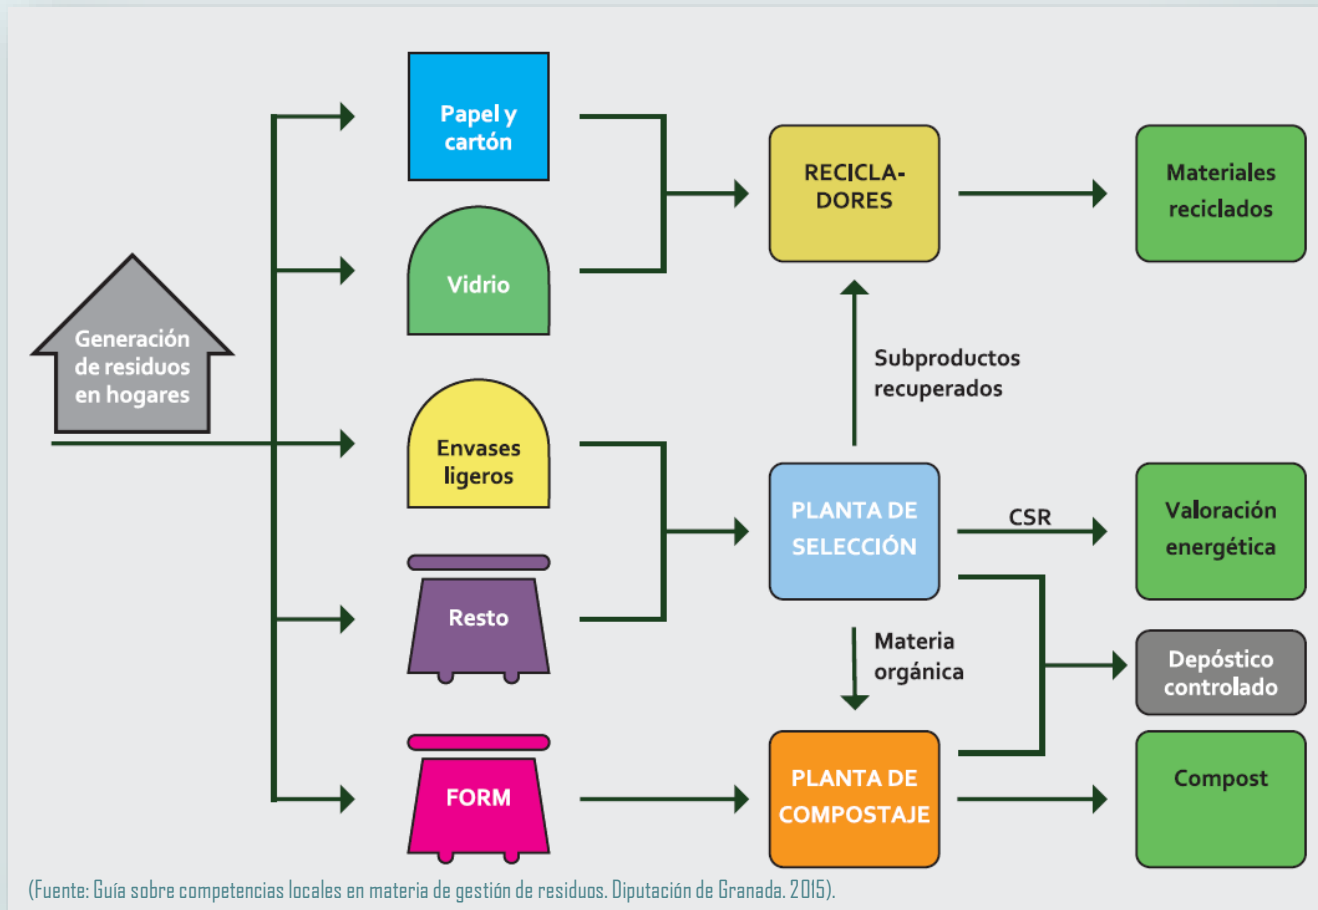 Papel y
cartón
RECICLA-
DORES
Materiales
reciclados
Vidrio
Generación
de residuos
en hogares
Subproductos
recuperados
Envases
ligeros
PLANTA DE
SELECCIÓN
CSR
Valoración
energética
Resto
Materia
orgánica
Depóstico
controlado
FORM
PLANTA DE
COMPOSTAJE
Compost
(Fuente: Guía sobre competencias locales en materia de gestión de residuos. Diputación de Granada. 2015).